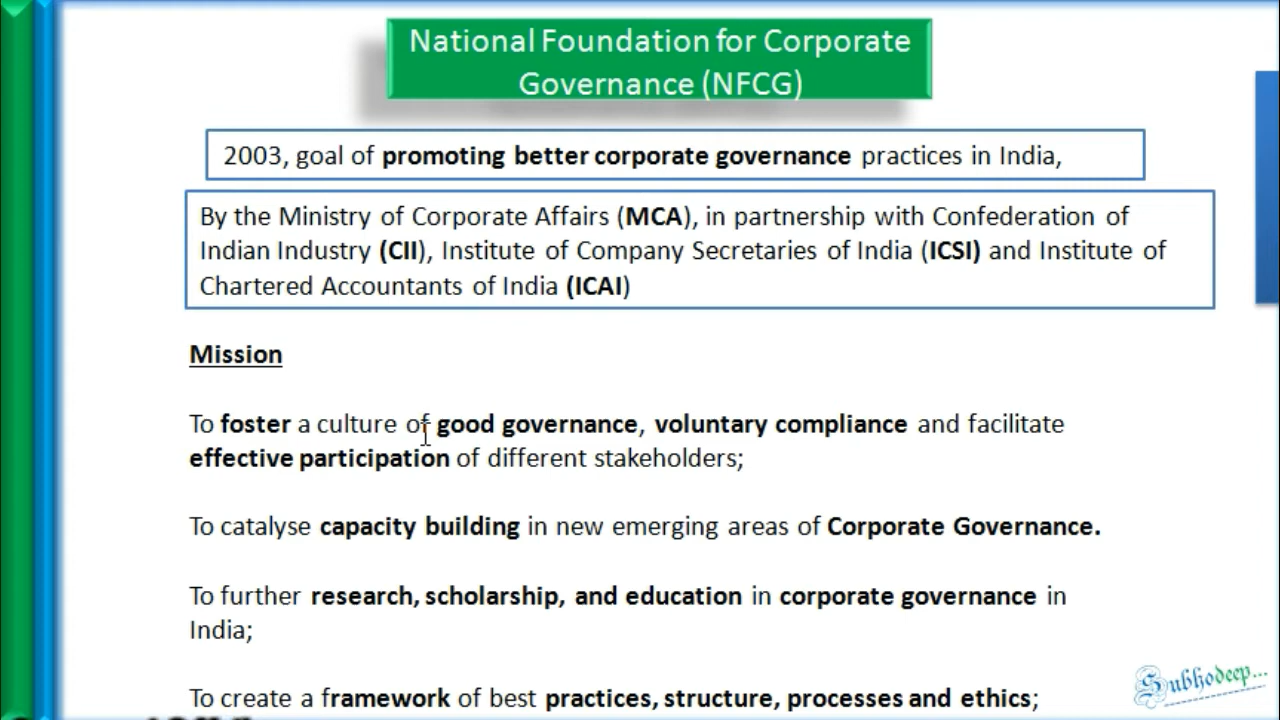 National Foundation for Corporate
Governance (NFCG)
2003, goal of promoting better corporate governance practices in India,
By the Ministry of Corporate Affairs (MCA), in partnership with Confederation of
Indian Industry (CII), Institute of Company Secretaries of India (ICSI) and Institute of
Chartered Accountants of India (ICAI)
Mission
To foster a culture of good governance, voluntary compliance and facilitate
effective participation of different stakeholders;
To catalyse capacity building in new emerging areas of Corporate Governance.
To further research, scholarship, and education in corporate governance in
India;
To create a framework of best practices, structure, processes and ethics;
Subhodeep...